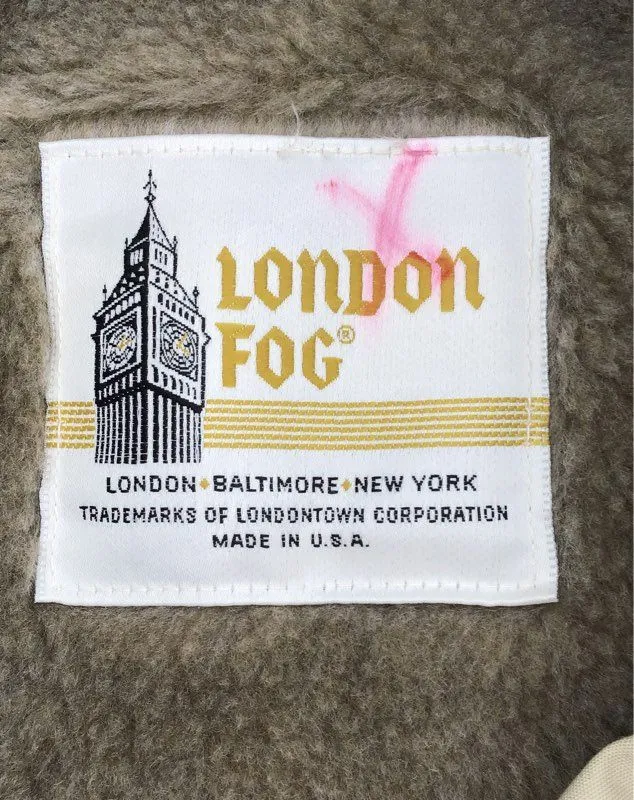 LONDON
FOG®
LONDON◆BALTIMORE◆NEW YORK
TRADEMARKS OF LONDONTOWN CORPORATION
MADE IN U.S.A.